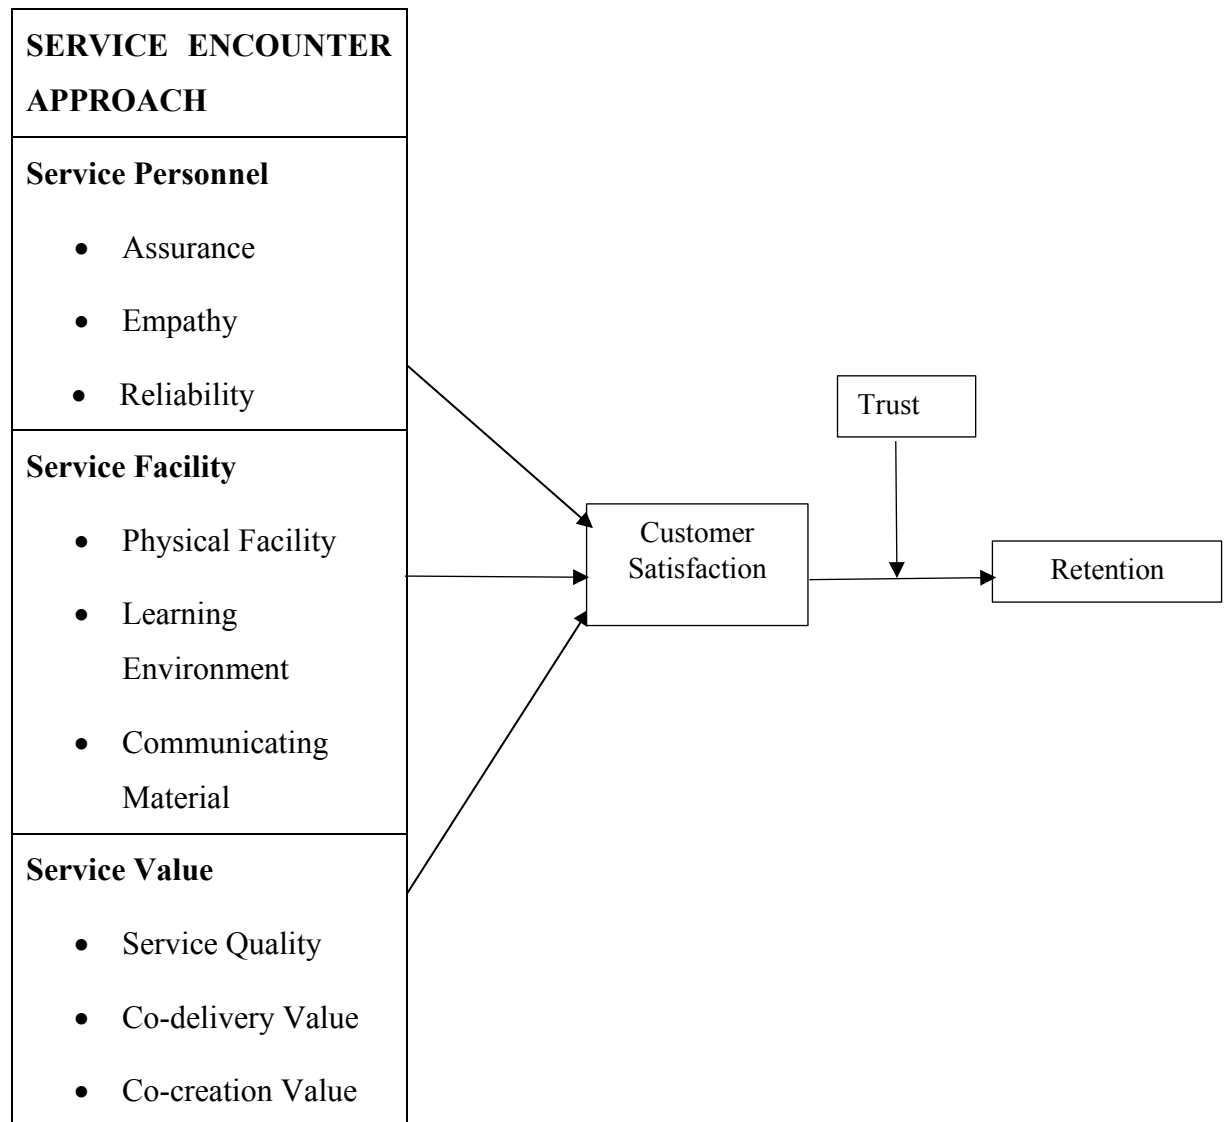 SERVICE ENCOUNTER
APPROACH
Service Personnel
• Assurance
• Empathy
• Reliability
Service Facility
• Physical Facility
• Learning
Environment
• Communicating
Material
Service Value
• Service Quality
• Co-delivery Value
• Co-creation Value
Customer
Satisfaction
Trust
Retention